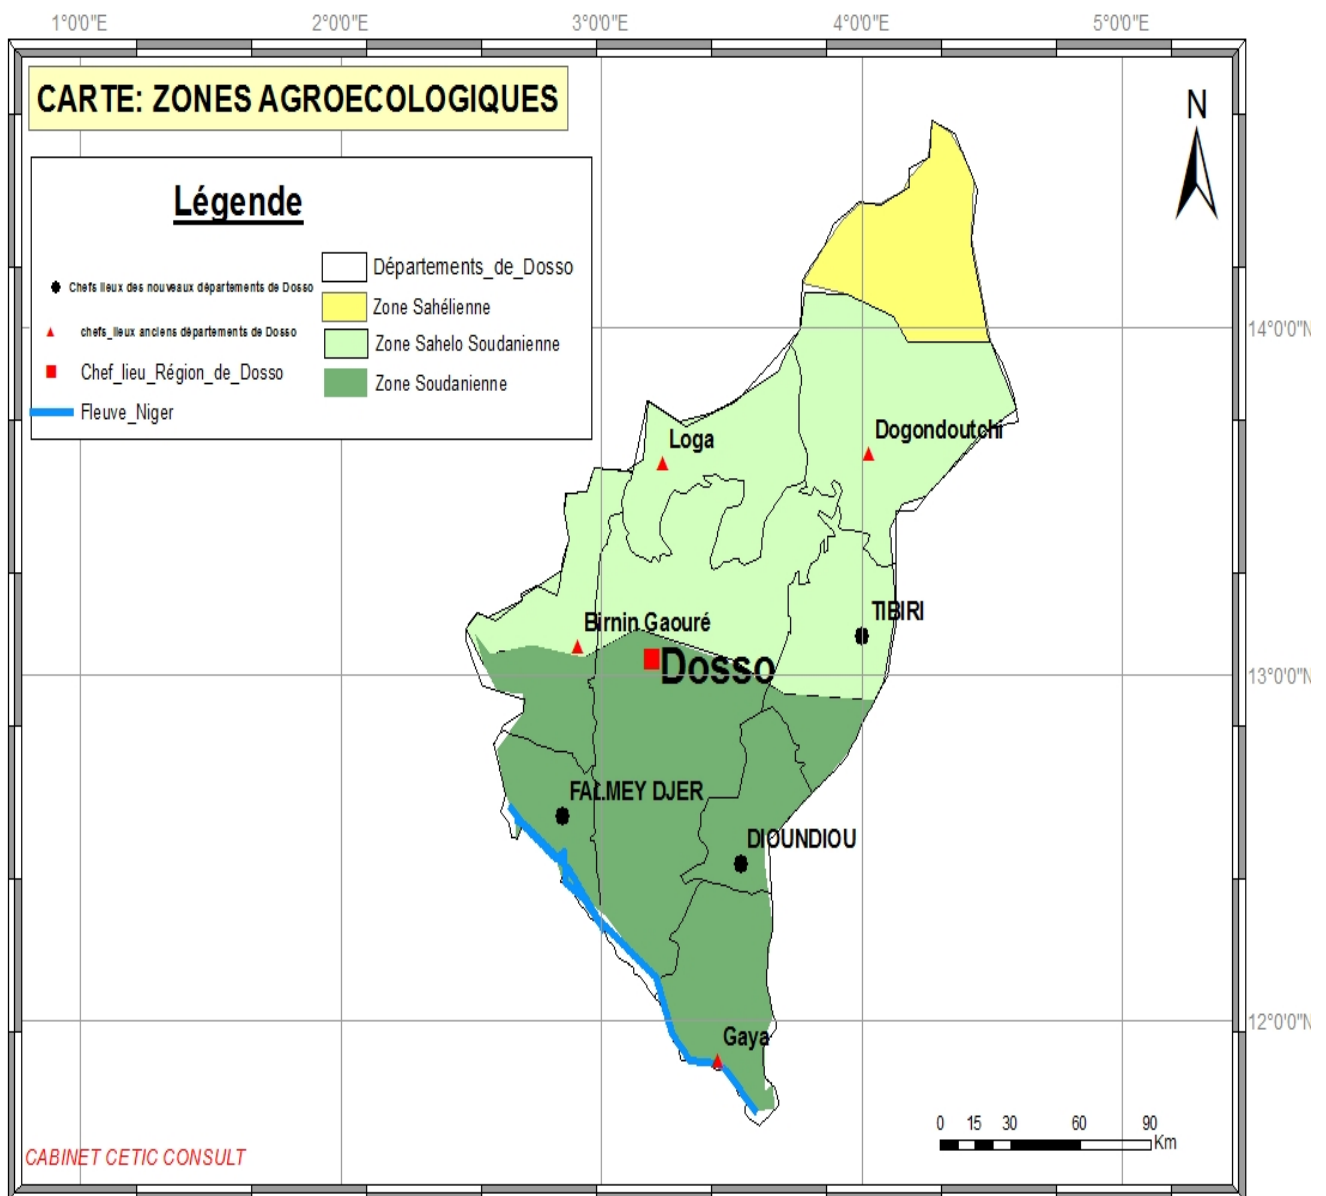 1°0'0"E 2°0'0"E 3°0'0"E 4°0'0"E 5°0'0"E
CARTE: ZONES AGROECOLOGIQUES
N
Légende
Chefs lieux des nouveaux départements de Dosso
chefs_lieux anciens départements de Dosso
Chef_lieu_Région_de_Dosso
Fleuve_Niger
Départements_de_Dosso
Zone Sahélienne
Zone Sahelo Soudanienne
Zone Soudanienne
14°0'0"N
Loga
Dogondoutchi
TIBIRI
Birnin Gaouré
Dosso
13°0'0"N
FALMEY DJER
DIOUNDIOU
12°0'0"N
Gaya
0 15 30 60 90
Km
CABINET CETIC CONSULT